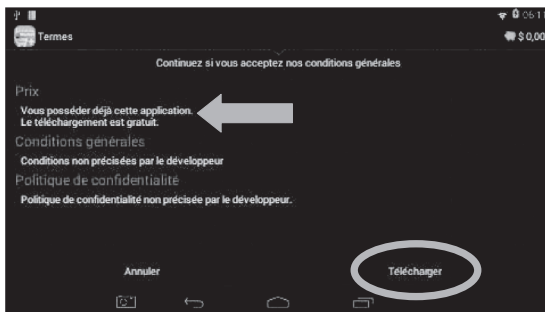 06:11
Termes
$ 0,00
Continuez si vous acceptez nos conditions générales
Prix
Vous posséder déjà cette application.
Le téléchargement est gratuit.
Conditions générales
Conditions non précisées par le développeur
Politique de confidentialité
Politique de confidentialité non précisée par le développeur.
Annuler
Télécharger